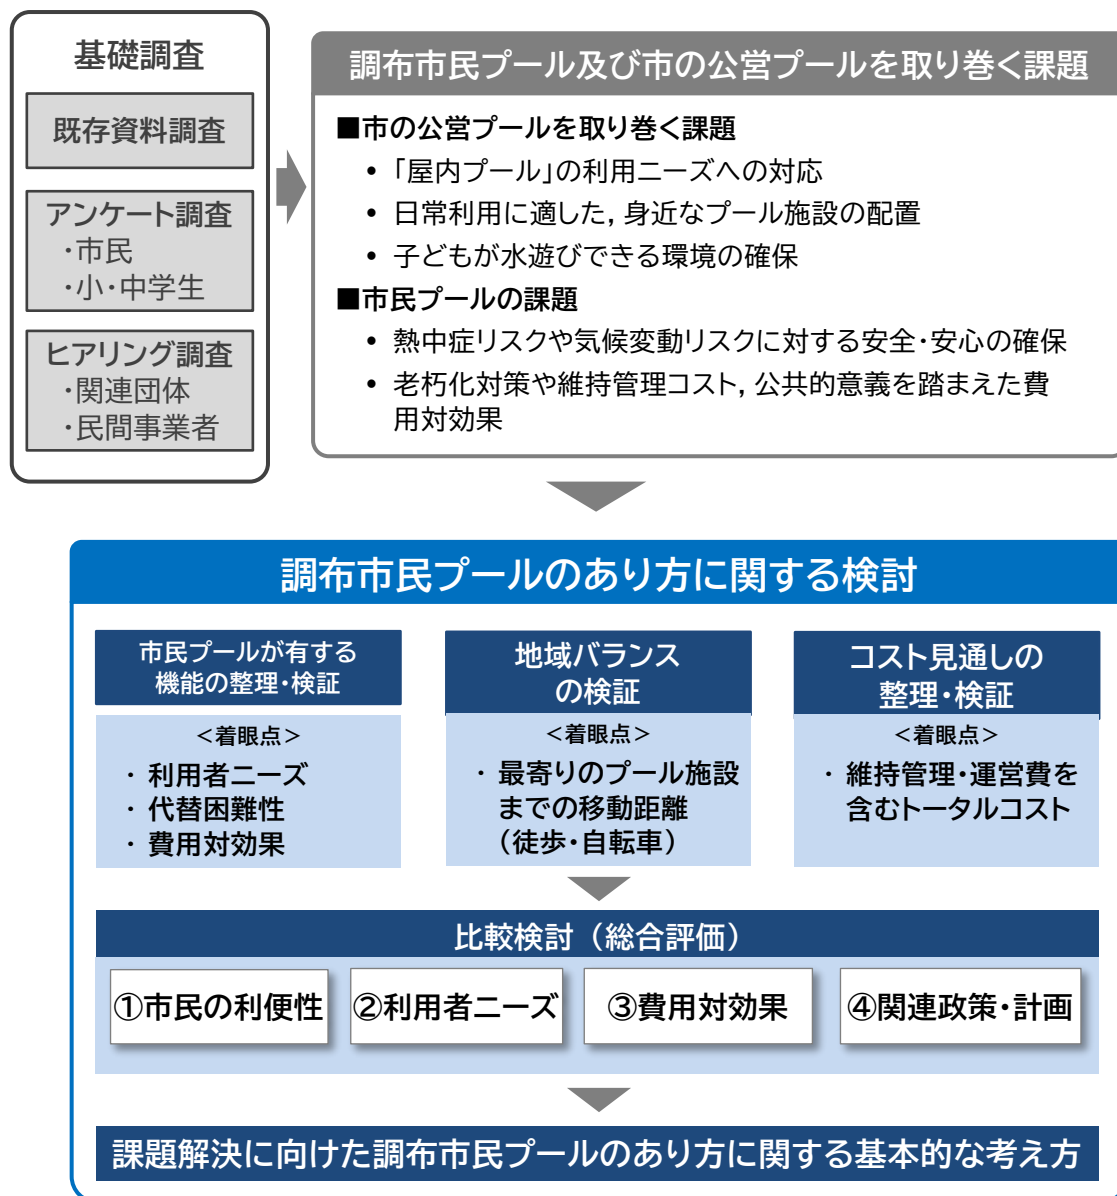 基礎調査
既存資料調査
アンケート調査
・市民
・小・中学生
ヒアリング調査
・関連団体
・民間事業者
調布市民プール及び市の公営プールを取り巻く課題
■市の公営プールを取り巻く課題
• 「屋内プール」の利用ニーズへの対応
• 日常利用に適した，身近なプール施設の配置
• 子どもが水遊びできる環境の確保
■市民プールの課題
• 熱中症リスクや気候変動リスクに対する安全・安心の確保
• 老朽化対策や維持管理コスト，公共的意義を踏まえた費
用対効果
調布市民プールのあり方に関する検討
市民プールが有する
機能の整理・検証
＜着眼点＞
・ 利用者ニーズ
・ 代替困難性
・ 費用対効果
地域バランス
の検証
＜着眼点＞
・ 最寄りのプール施設
までの移動距離
（徒歩・自転車）
コスト見通しの
整理・検証
＜着眼点＞
・ 維持管理・運営費を
含むトータルコスト
比較検討（総合評価）
①市民の利便性
②利用者ニーズ
③費用対効果
④関連政策・計画
課題解決に向けた調布市民プールのあり方に関する基本的な考え方